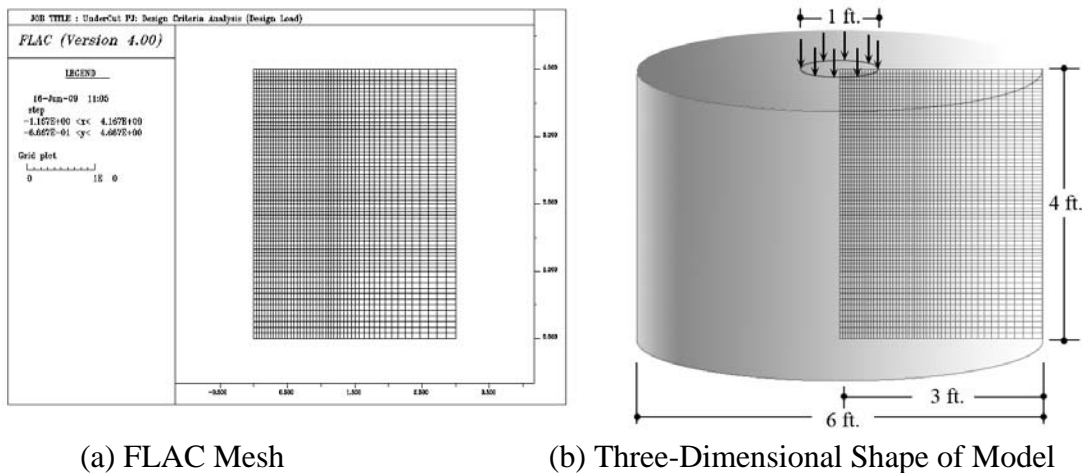 JOB TITLE : UnderCut PJ: Design Criteria Analysis (Design Load)
FLAC (Version 4.00)
LEGEND
16-Jun-09 11:05
step
-1.167E+00 <x< 4.167E+00
-6.667E-01 <y< 4.667E+00
Grid plot
0 1E 0
-0.500 0.500 1.500 2.500 3.500
1 ft.
4 ft.
3 ft.
6 ft.
(a) FLAC Mesh
(b) Three-Dimensional Shape of Model